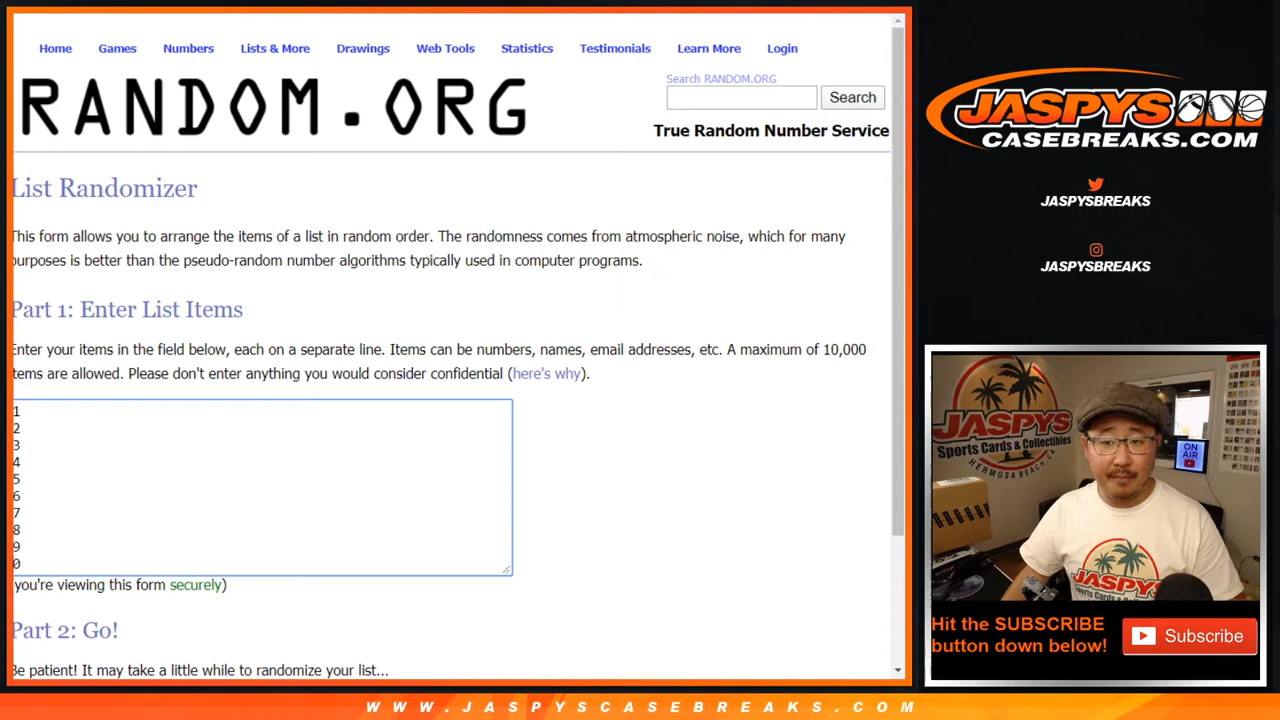 Home Games Numbers Lists & More Drawings Web Tools Statistics Testimonials Learn More Login
RANDOM.ORG
Search RANDOM.ORG
Search
True Random Number Service
List Randomizer
This form allows you to arrange the items of a list in random order. The randomness comes from atmospheric noise, which for many
purposes is better than the pseudo-random number algorithms typically used in computer programs.
Part 1: Enter List Items
Enter your items in the field below, each on a separate line. Items can be numbers, names, email addresses, etc. A maximum of 10,000
items are allowed. Please don't enter anything you would consider confidential (here's why).
1
2
3
4
5
6
7
8
9
0
(you're viewing this form securely)
Part 2: Go!
Be patient! It may take a little while to randomize your list...
JASPYS
CASEBREAKS.COM
JASPYSBREAKS
JASPYSBREAKS
JASPYS
Sports Cards & Collectibles
HERMOSA BEACH, CA
ON
AIR
JASPYS
Hit the SUBSCRIBE
button down below!
Subscribe
WWW.JASPYSCASEBREAKS.COM